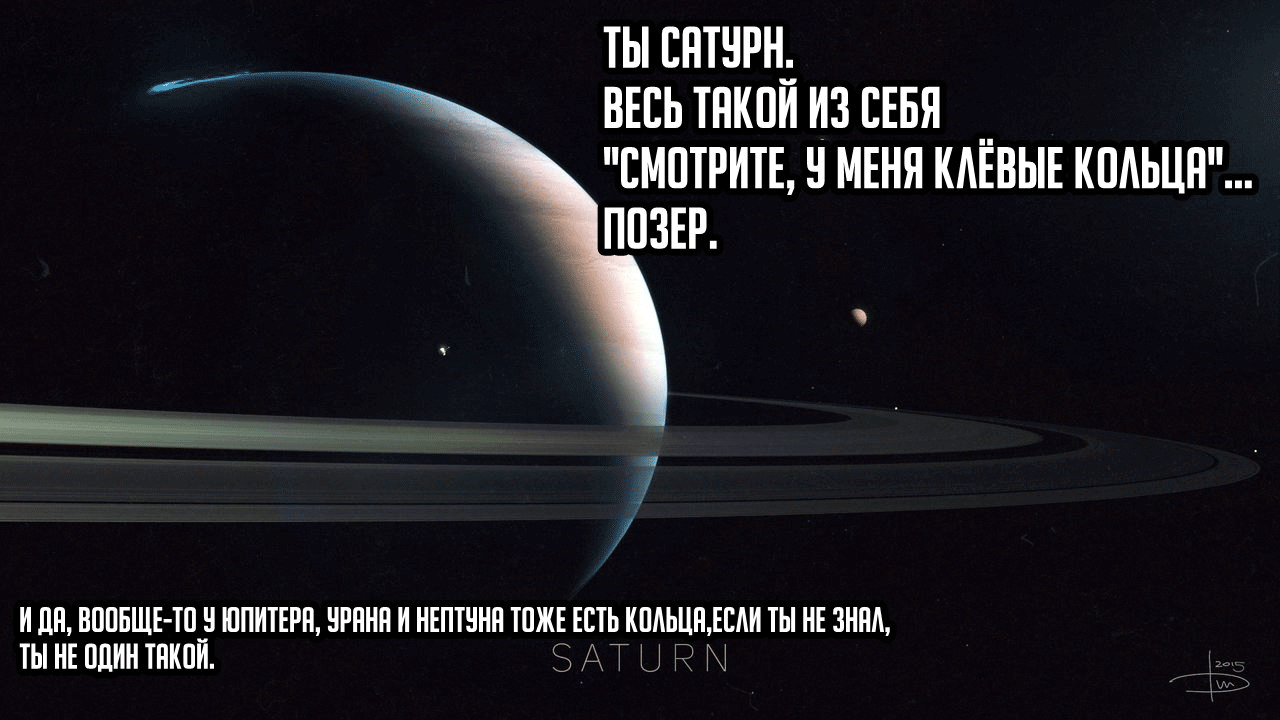 ТЫ САТУРН.
ВЕСЬ ТАКОЙ ИЗ СЕБЯ
"СМОТРИТЕ, У МЕНЯ КЛЁВЫЕ КОЛЬЦА"...
ПОЗЕР.
И ДА, ВООБЩЕ-ТО У ЮПИТЕРА, УРАНА И НЕПТУНА ТОЖЕ ЕСТЬ КОЛЬЦА,ЕСЛИ ТЫ НЕ ЗНАЛ,
ТЫ НЕ ОДИН ТАКОЙ.
SATURN
2015